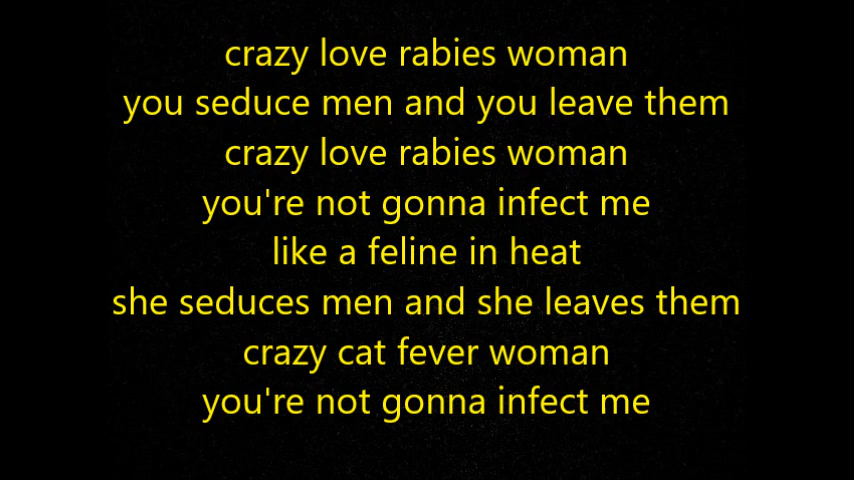 crazy love rabies woman
you seduce men and you leave them
crazy love rabies woman
you're not gonna infect me
like a feline in heat
she seduces men and she leaves them
crazy cat fever woman
you're not gonna infect me